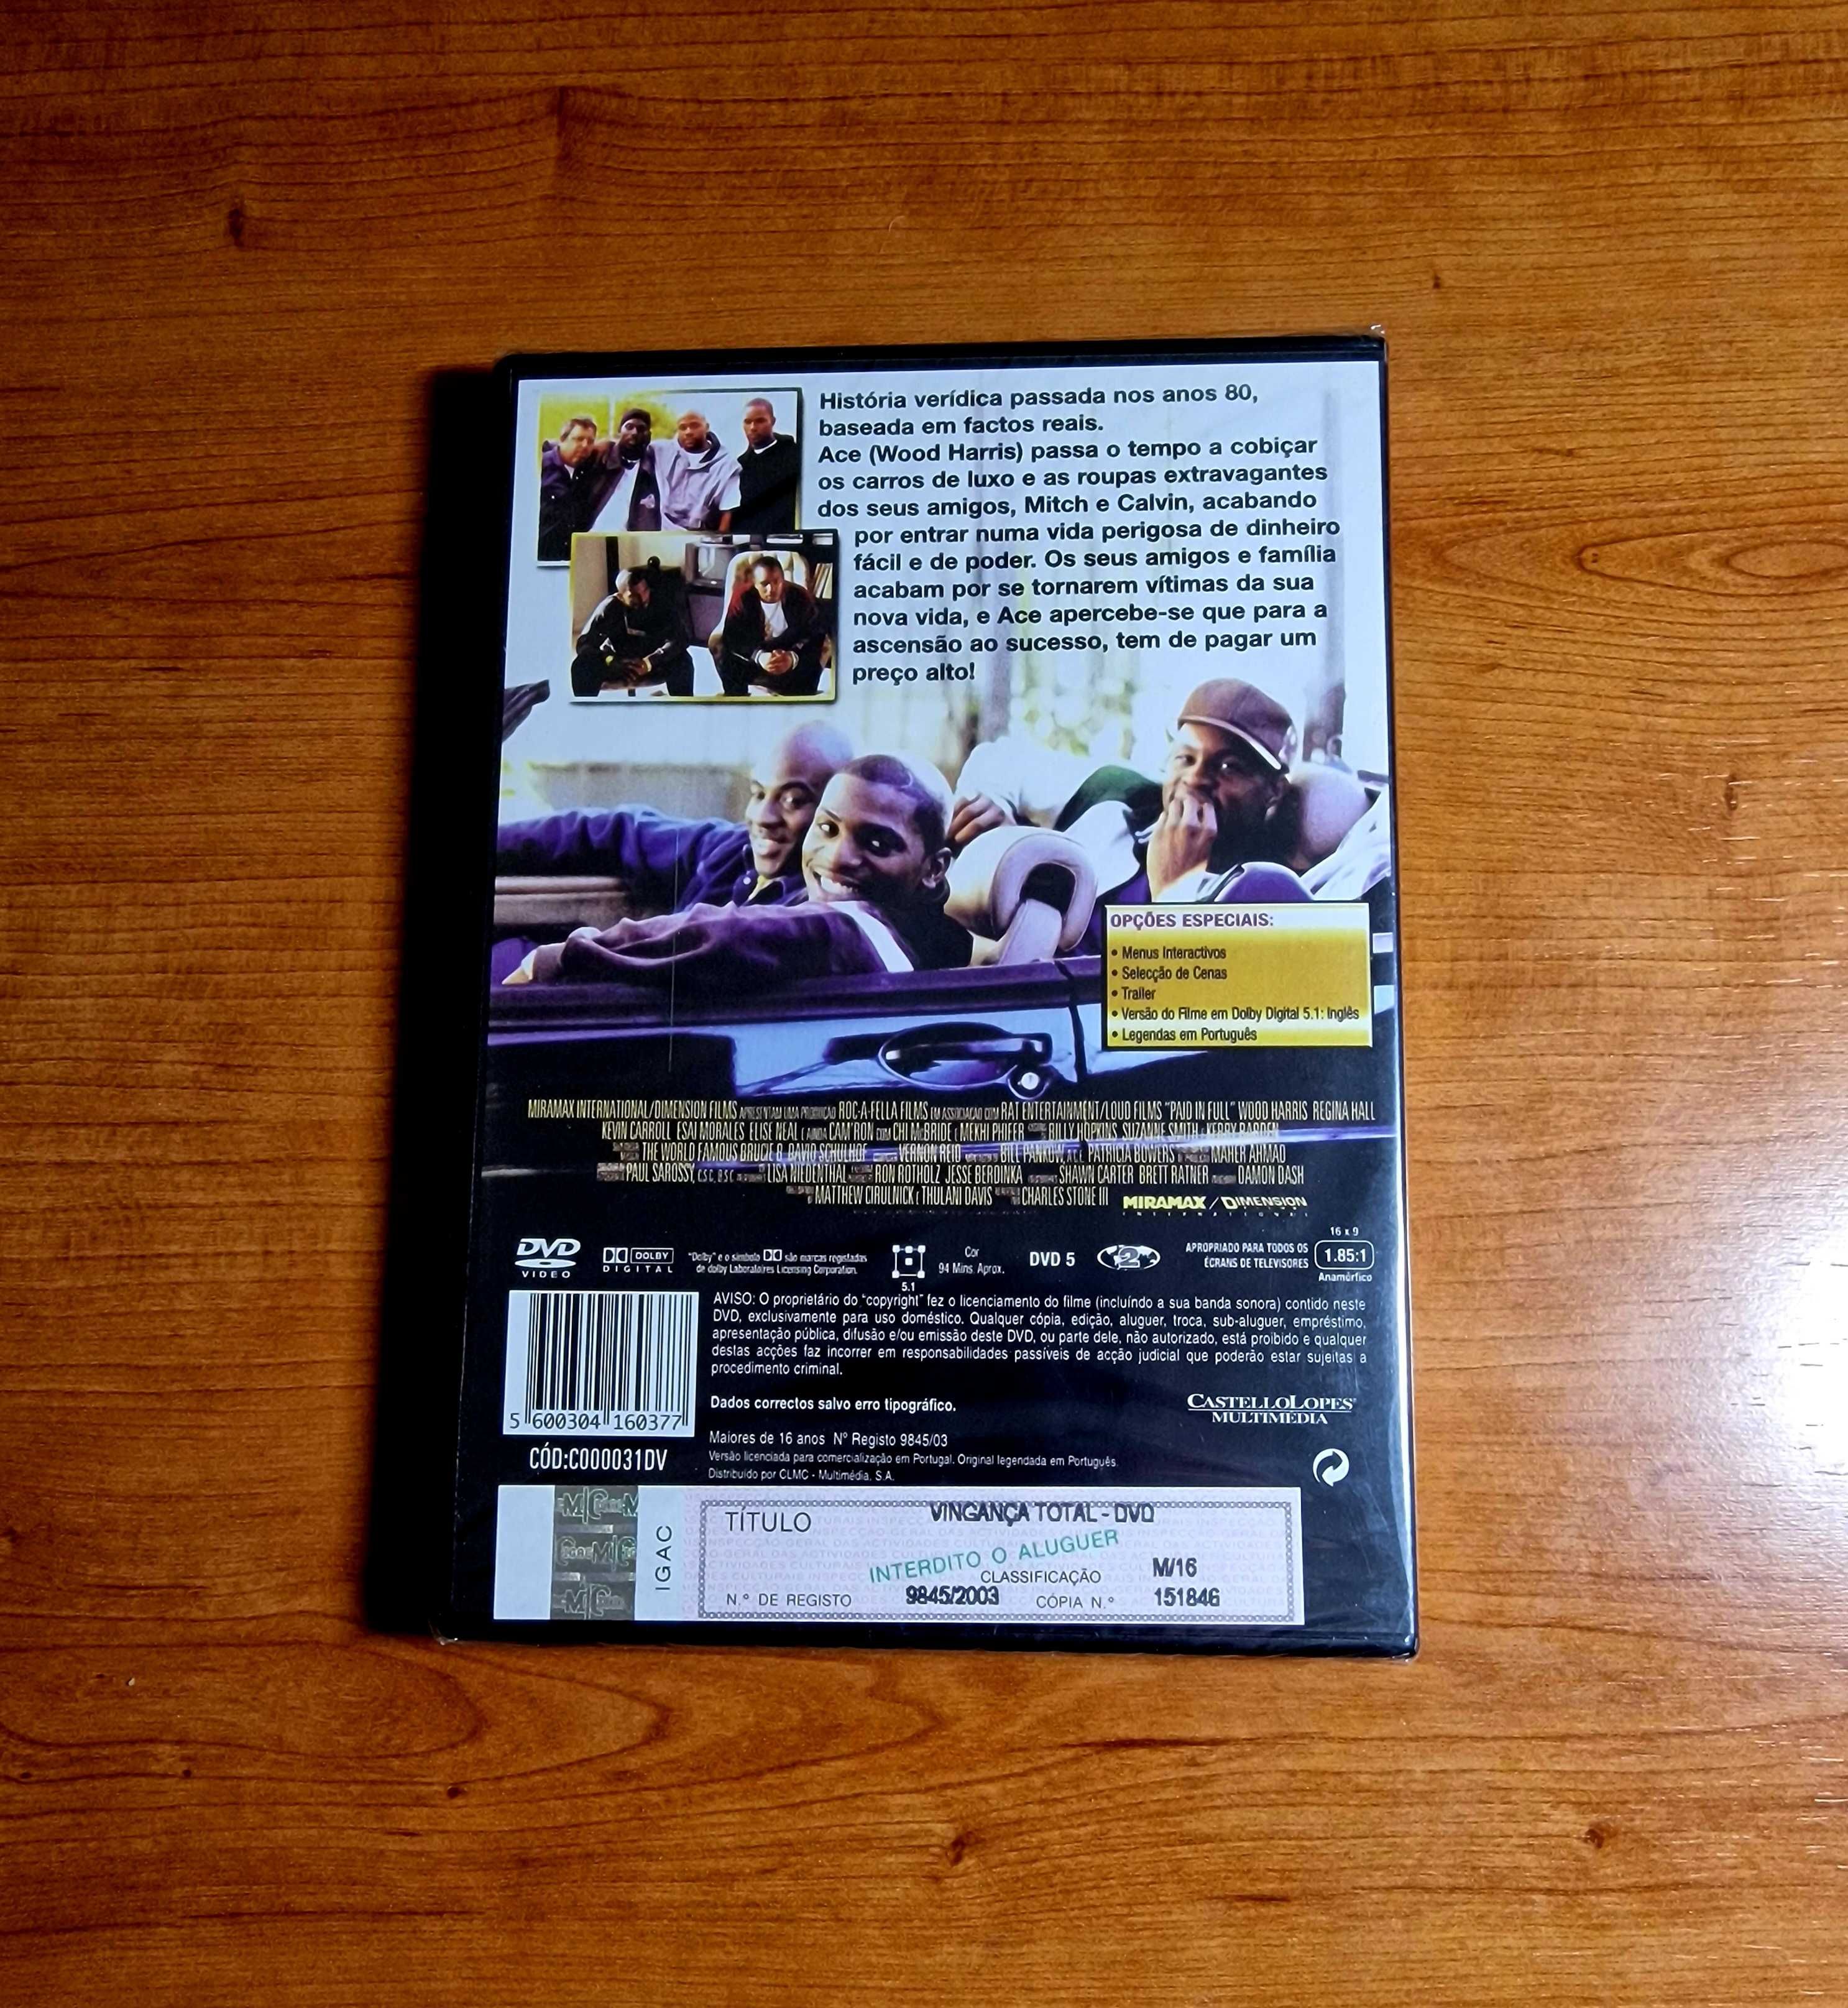 História verídica passada nos anos 80,
baseada em factos reais.
Ace (Wood Harris) passa o tempo a cobiçar
os carros de luxo e as roupas extravagantes
dos seus amigos, Mitch e Calvin, acabando
por entrar numa vida perigosa de dinheiro
fácil e de poder. Os seus amigos e família
acabam por se tornarem vítimas da sua
nova vida, e Ace apercebe-se que para a
ascensão ao sucesso, tem de pagar um
preço alto!
OPÇÕES ESPECIAIS:
• Menus Interactivos
• Selecção de Cenas
• Trailer
• Versão do Filme em Dolby Digital 5.1: Inglês
• Legendas em Português
MIRAMAX INTERNATIONAL/DIMENSION FILMS APRESENTAM UMA PRODUÇÃO ROC-A-FELLA FILMS EM ASSOCIAÇÃO COM RAT ENTERTAINMENT/LOUD FILMS "PAID IN FULL" WOOD HARRIS REGINA HALL
KEVIN CARROLL ESAI MORALES ELISE NEAL CAM'RON COM CHI McBRIDE E MEKHI PHIFER BILLY HOPKINS, SUZANNE SMITH KERRY BARDEN
THE WORLD FAMOUS BRUCIE B. DAVID SCHULHOF VERNON REID BILL PANKOW, PATRICIA BOWERS MAHER AHMAD
PAUL SAROSSY, LISA NIEDENTHAL RON ROTHOLZ JESSE BERDINKA SHAWN CARTER BRETT RATNER DAMON DASH
MATTHEW CIRULNICK E THULANI DAVIS CHARLES STONE III MIRAMAX / DIMENSION
INTERNATIONAL
DVD VIDEO
DOLBY DIGITAL
"Dolby" e o símbolo são marcas registadas
de dolby Laboratories Licensing Corporation.
5.1
Cor
94 Mins. Aprox.
DVD 5
2
APROPRIADO PARA TODOS OS
ÉCRANS DE TELEVISORES
16 x 9
1.85:1
Anamórfico
AVISO: O proprietário do "copyright" fez o licenciamento do filme (incluíndo a sua banda sonora) contido neste
DVD, exclusivamente para uso doméstico. Qualquer cópia, edição, aluguer, troca, sub-aluguer, empréstimo,
apresentação pública, difusão e/ou emissão deste DVD, ou parte dele, não autorizado, está proibido e qualquer
destas acções faz incorrer em responsabilidades passíveis de acção judicial que poderão estar sujeitas a
procedimento criminal.
5 600304 160377
CÓD:C000031DV
Dados correctos salvo erro tipográfico.
CASTELLOLOPES
MULTIMEDIA
Maiores de 16 anos Nº Registo 9845/03
Versão licenciada para comercialização em Portugal. Original legendada em Português.
Distribuído por CLMC - Multimédia, S.A.
IGAC
TÍTULO VINGANÇA TOTAL - DVD
INTERDITO O ALUGUER
CLASSIFICAÇÃO M/16
N.º DE REGISTO 9845/2003 CÓPIA N.º 151846